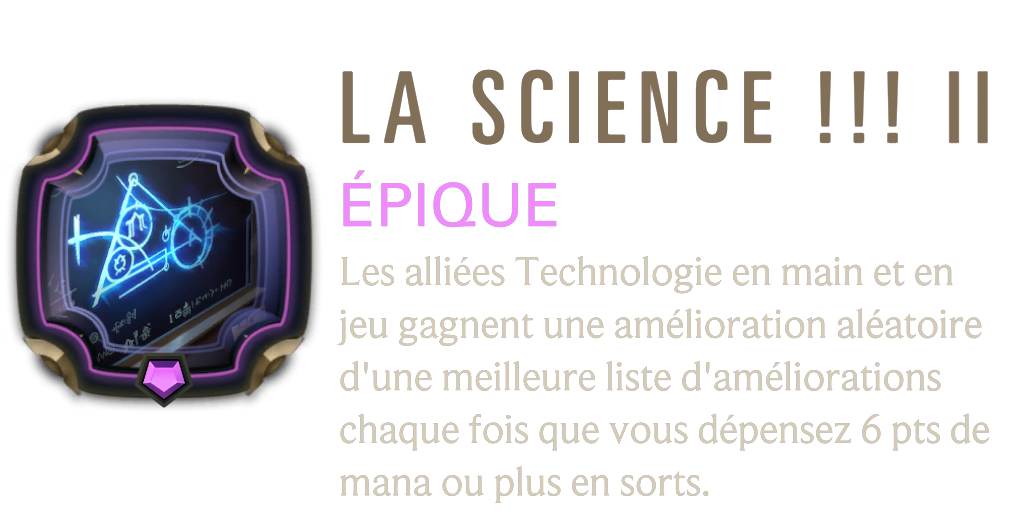 LA SCIENCE !!! II
ÉPIQUE
Les alliées Technologie en main et en
jeu gagnent une amélioration aléatoire
d'une meilleure liste d'améliorations
chaque fois que vous dépensez 6 pts de
mana ou plus en sorts.